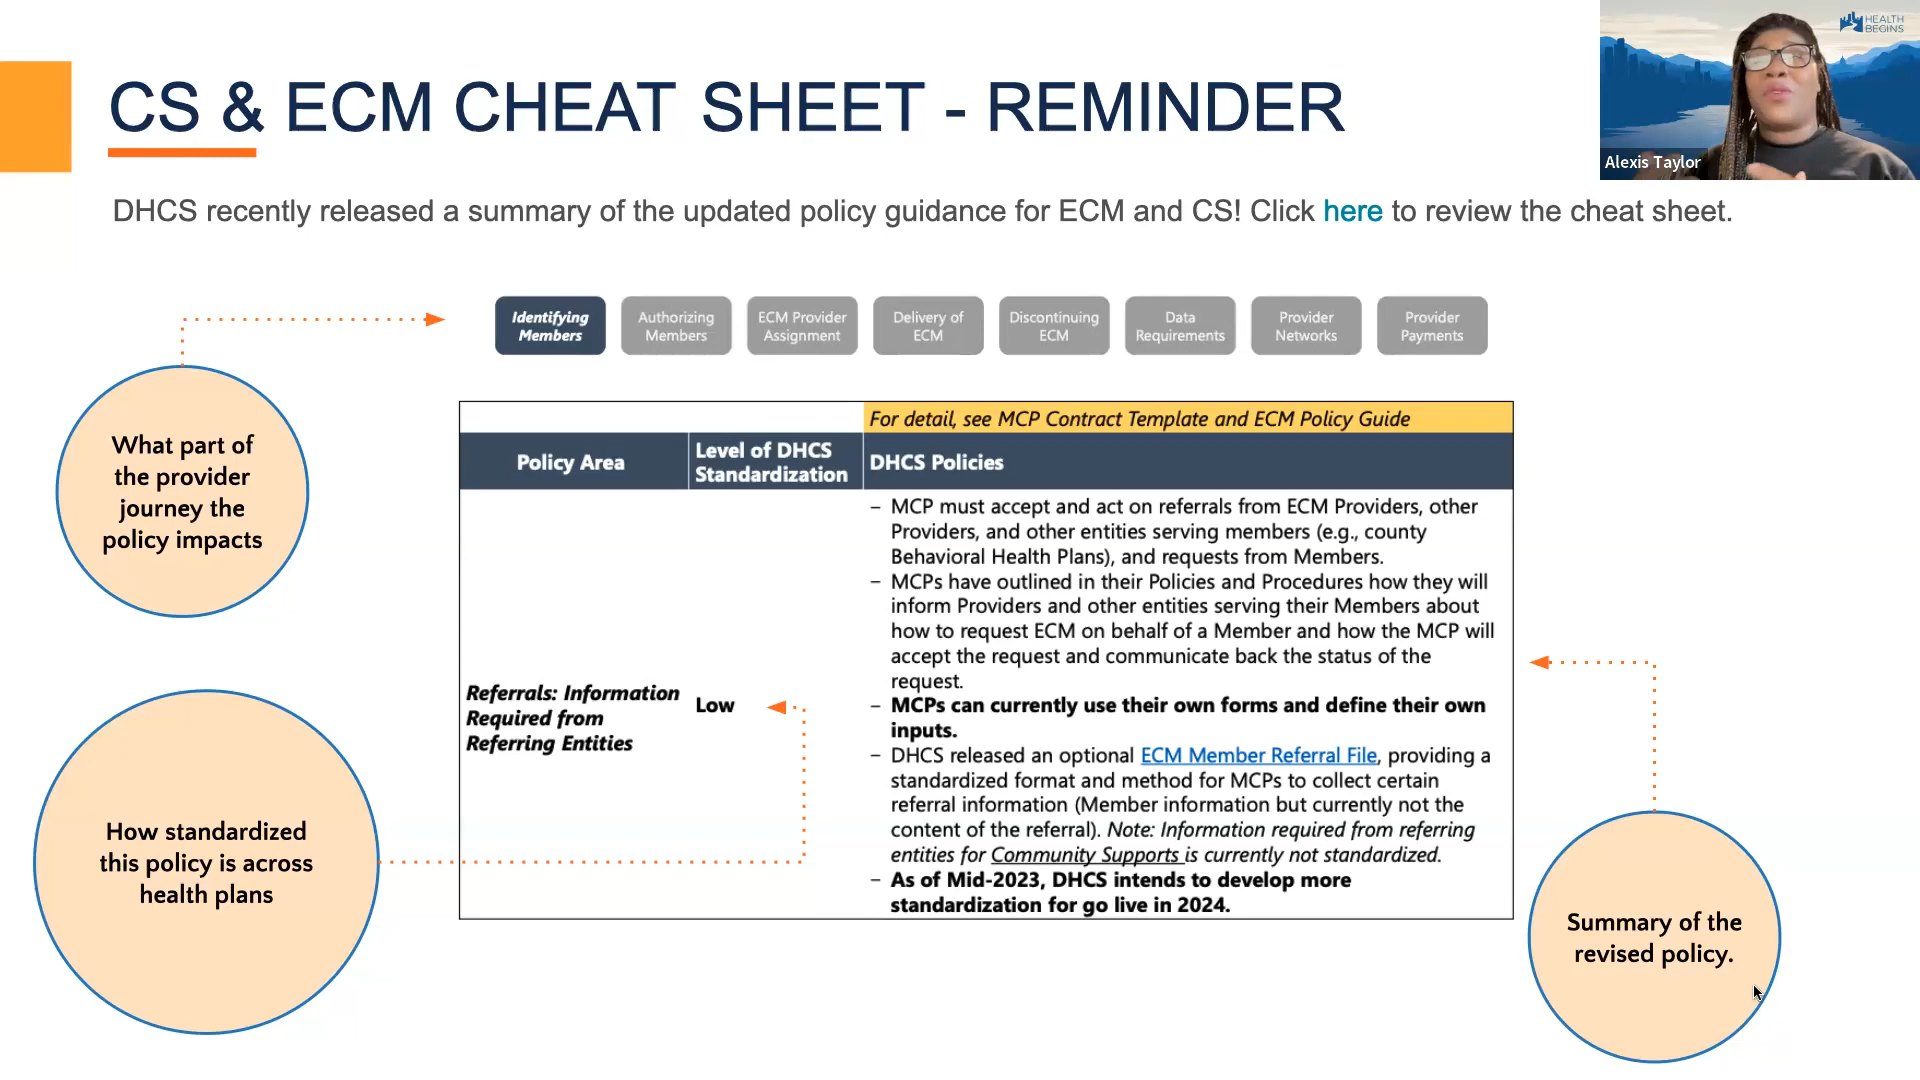 HEALTH
BEGINS
Alexis Taylor
CS & ECM CHEAT SHEET - REMINDER
DHCS recently released a summary of the updated policy guidance for ECM and CS! Click here to review the cheat sheet.
Identifying
Members
Authorizing
Members
ECM Provider
Assignment
Delivery of
ECM
Discontinuing
ECM
Data
Requirements
Provider
Networks
Provider
Payments
What part of
the provider
journey the
policy impacts
How standardized
this policy is across
health plans
For detail, see MCP Contract Template and ECM Policy Guide
Policy Area
Level of DHCS
Standardization
DHCS Policies
Referrals: Information
Required from
Referring Entities
Low
– MCP must accept and act on referrals from ECM Providers, other
Providers, and other entities serving members (e.g., county
Behavioral Health Plans), and requests from Members.
– MCPs have outlined in their Policies and Procedures how they will
inform Providers and other entities serving their Members about
how to request ECM on behalf of a Member and how the MCP will
accept the request and communicate back the status of the
request.
– MCPs can currently use their own forms and define their own
inputs.
– DHCS released an optional ECM Member Referral File, providing a
standardized format and method for MCPs to collect certain
referral information (Member information but currently not the
content of the referral). Note: Information required from referring
entities for Community Supports is currently not standardized.
– As of Mid-2023, DHCS intends to develop more
standardization for go live in 2024.
Summary of the
revised policy.